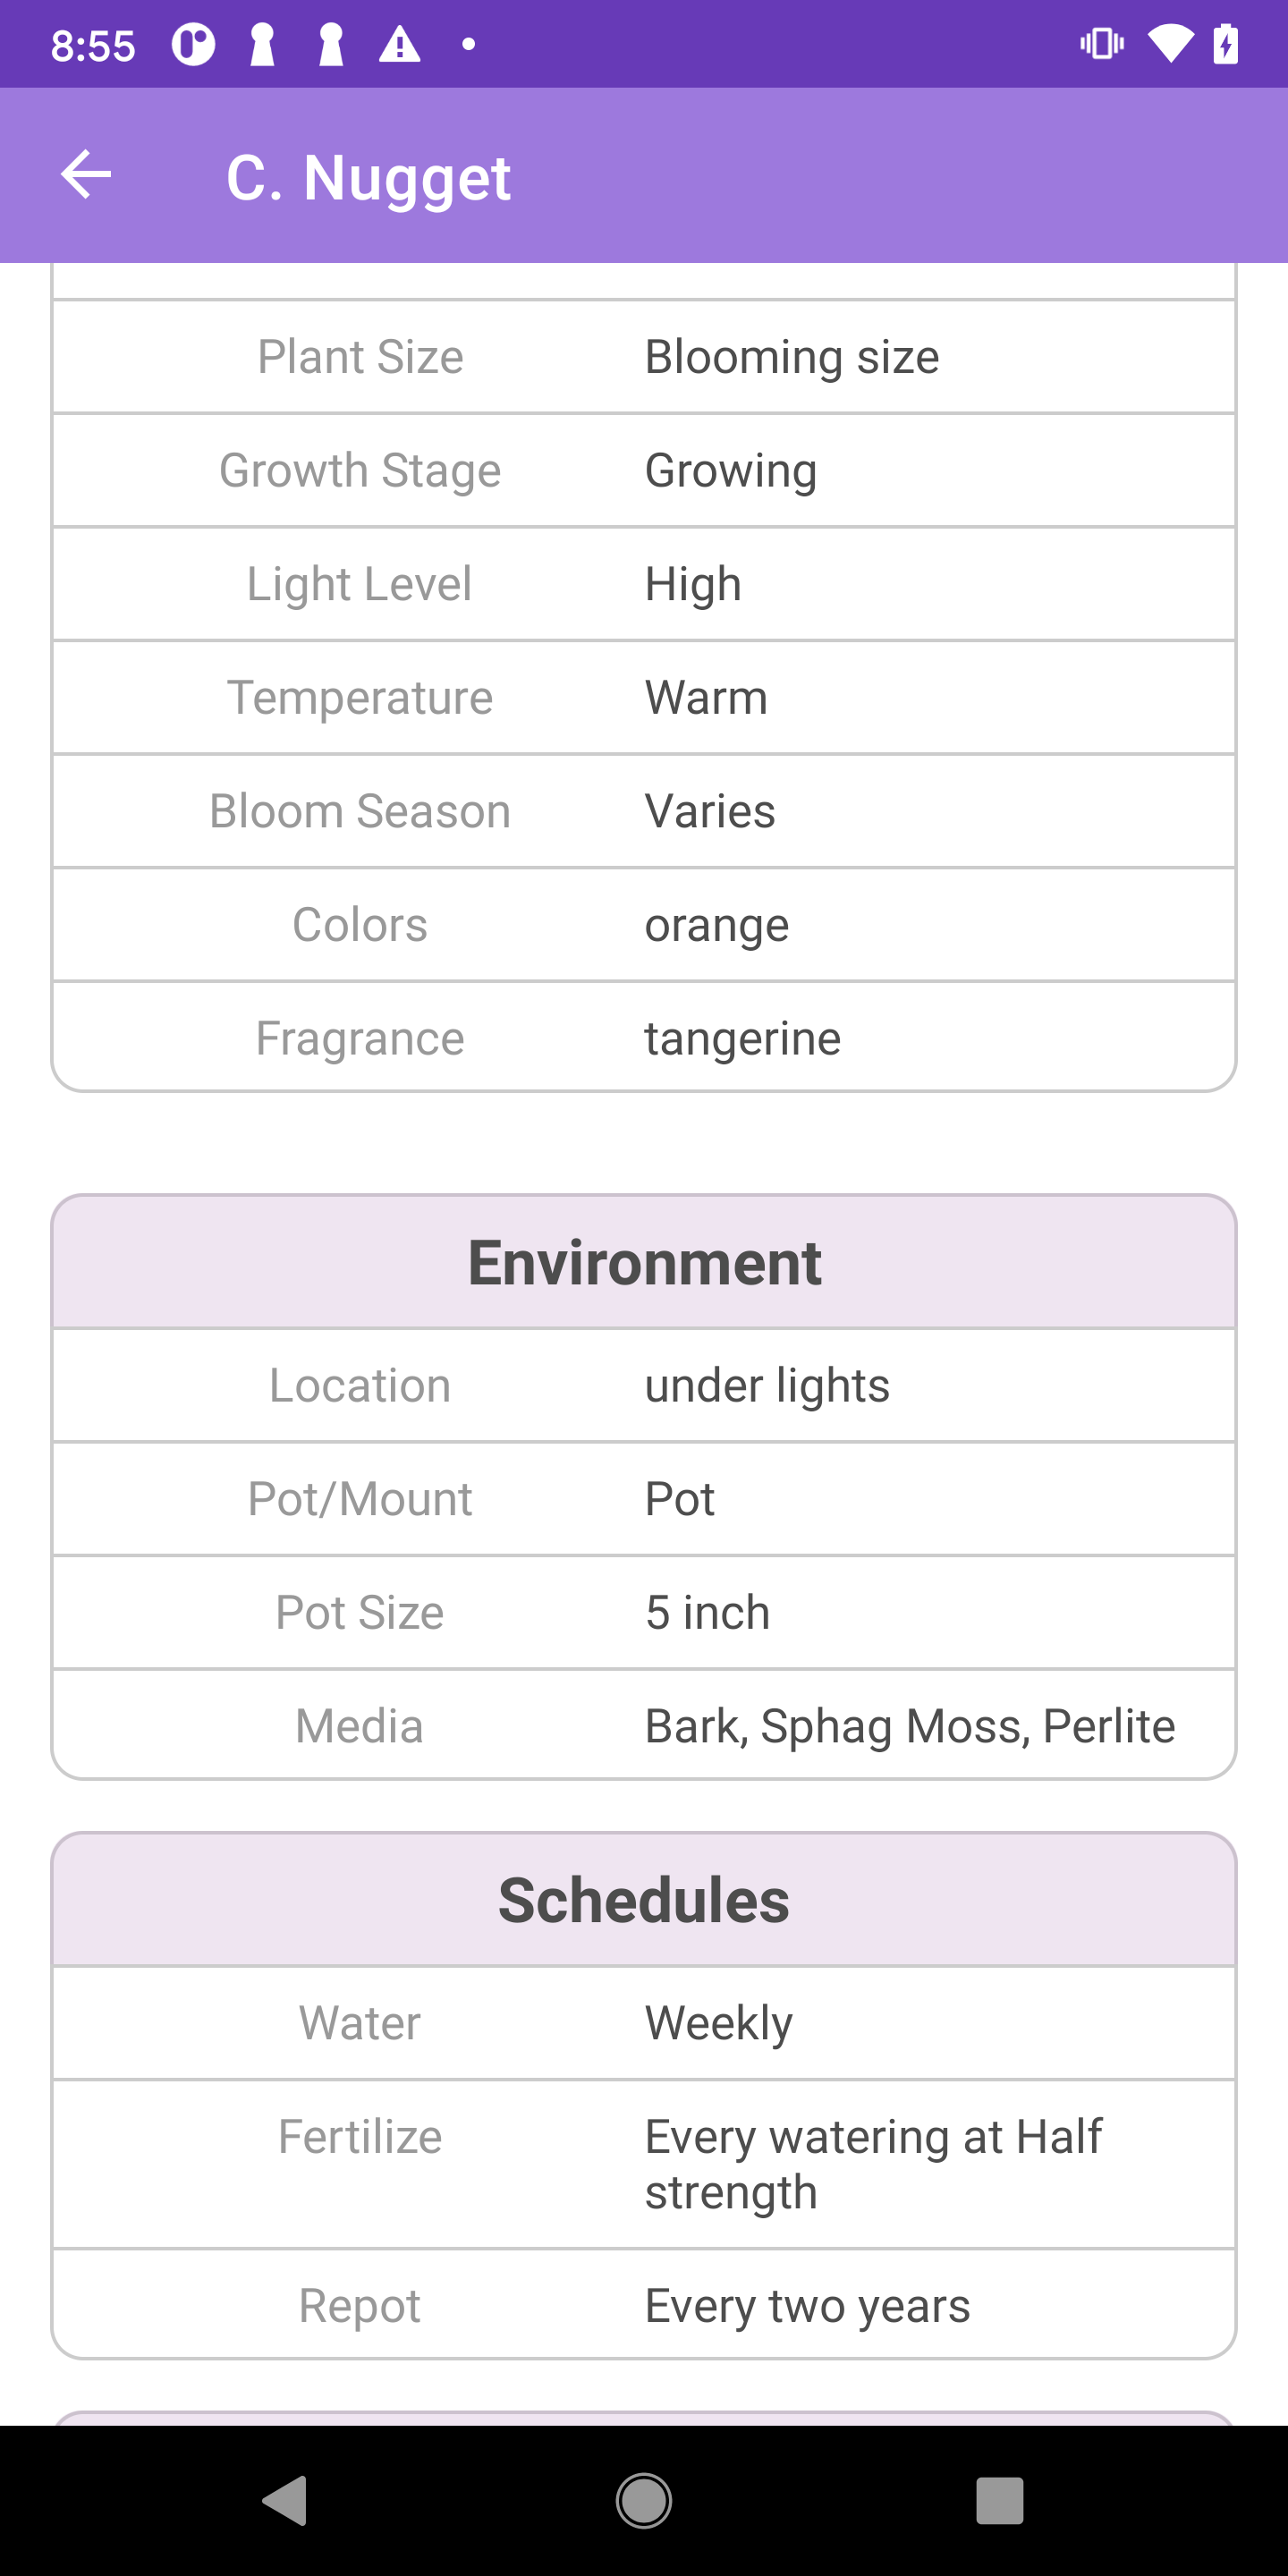 8:55
C. Nugget
Plant Size Blooming size
Growth Stage Growing
Light Level High
Temperature Warm
Bloom Season Varies
Colors orange
Fragrance tangerine
Environment
Location under lights
Pot/Mount Pot
Pot Size 5 inch
Media Bark, Sphag Moss, Perlite
Schedules
Water Weekly
Fertilize Every watering at Half
strength
Repot Every two years